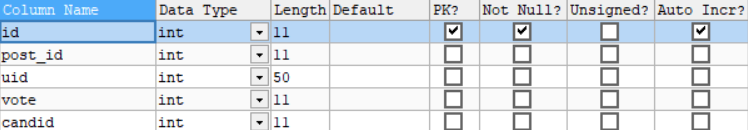 Column Name Data Type Length Default PK? Not Null? Unsigned? Auto Incr?
id int 11
post_id int 11
uid int 50
vote int 11
candid int 11